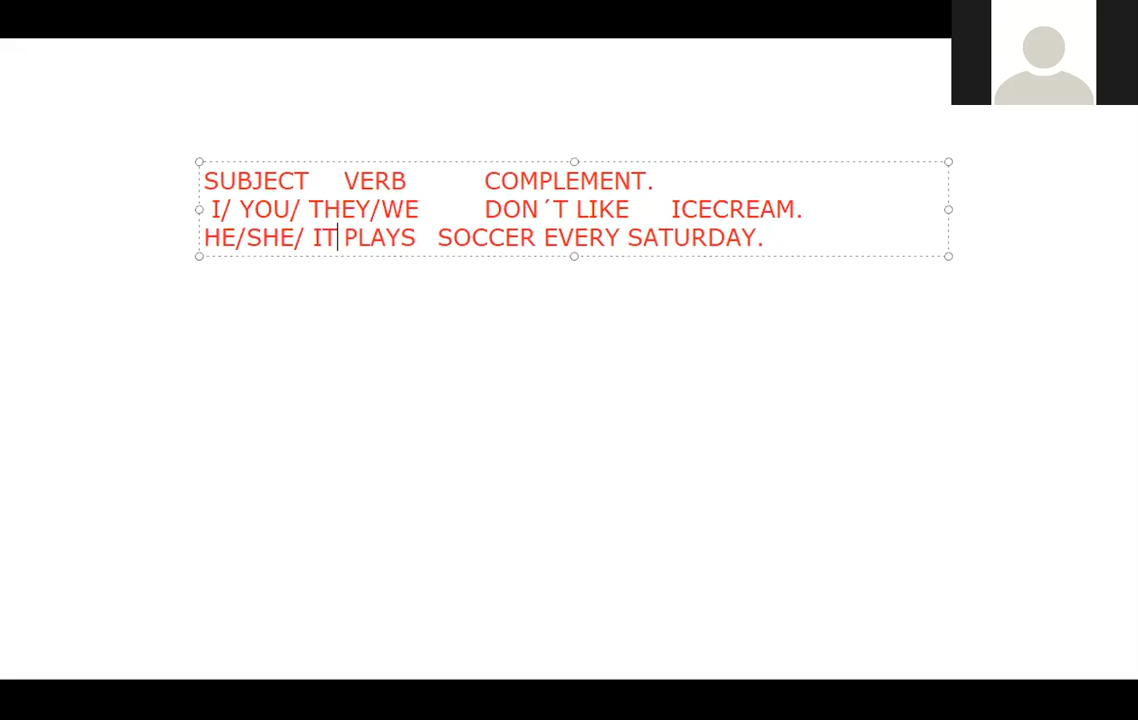 SUBJECT VERB COMPLEMENT.
I/ YOU/ THEY/WE DON´T LIKE ICECREAM.
HE/SHE/ IT PLAYS SOCCER EVERY SATURDAY.